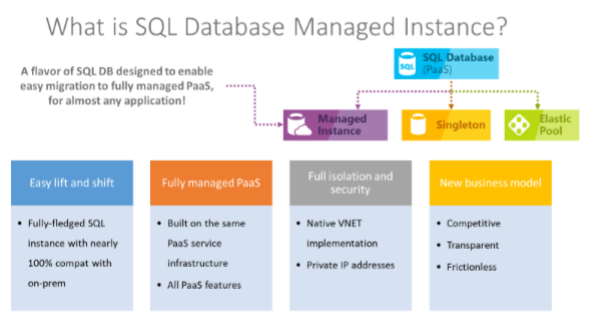 What is SQL Database Managed Instance?
A flavor of SQL DB designed to enable
easy migration to fully managed PaaS,
for almost any application!
SQL
SQL Database
(PaaS)
Managed
Instance
Singleton
Elastic
Pool
Easy lift and shift
• Fully-fledged SQL
instance with nearly
100% compat with
on-prem
Fully managed PaaS
• Built on the same
PaaS service
infrastructure
• All PaaS features
Full isolation and
security
• Native VNET
implementation
• Private IP addresses
New business model
• Competitive
• Transparent
• Frictionless